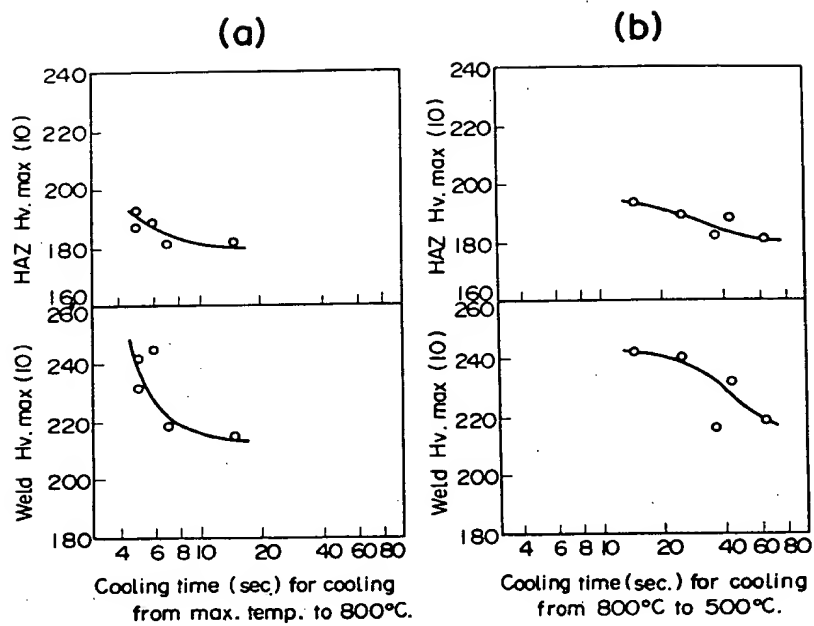 (a)
(b)
240
220
200
180
160
HAZ Hv. max (10)
260
240
220
200
180
Weld Hv. max (10)
4 6 8 10 20 40 60 80
Cooling time (sec.) for cooling
from max. temp. to 800°C.
240
220
200
180
160
HAZ Hv. max (10)
260
240
220
200
180
Weld Hv. max (10)
4 6 8 10 20 40 60 80
Cooling time (sec.) for cooling
from 800°C to 500°C.